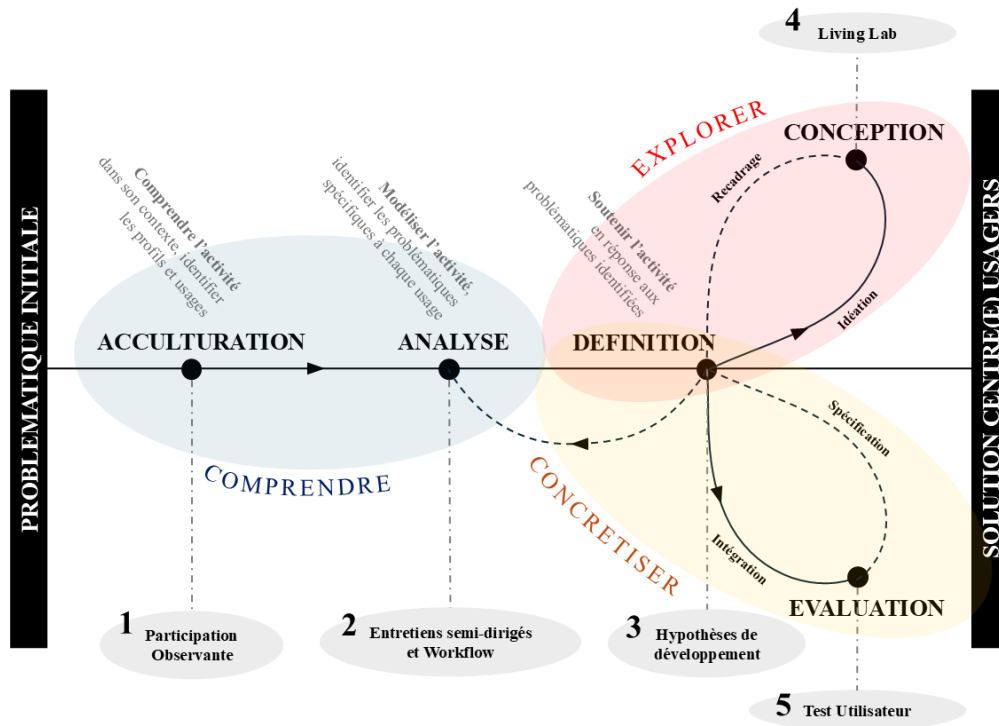 4 Living Lab
PROBLÉMATIQUE INITIALE
SOLUTION CENTRÉ(E) USAGERS
EXPLORER
CONCEPTION
Recadrage
Idéation
Comprendre l'activité
dans son contexte, identifier
les profils et usages
Modéliser l'activité,
identifier les problématiques
spécifiques à chaque usage
Soutenir l'activité
en réponse aux
problématiques identifiées
ACCULTURATION
ANALYSE
DEFINITION
Spécification
COMPRENDRE
CONCRETISER
Intégration
EVALUATION
1 Participation
Observante
2 Entretiens semi-dirigés
et Workflow
3 Hypothèses de
développement
5 Test Utilisateur